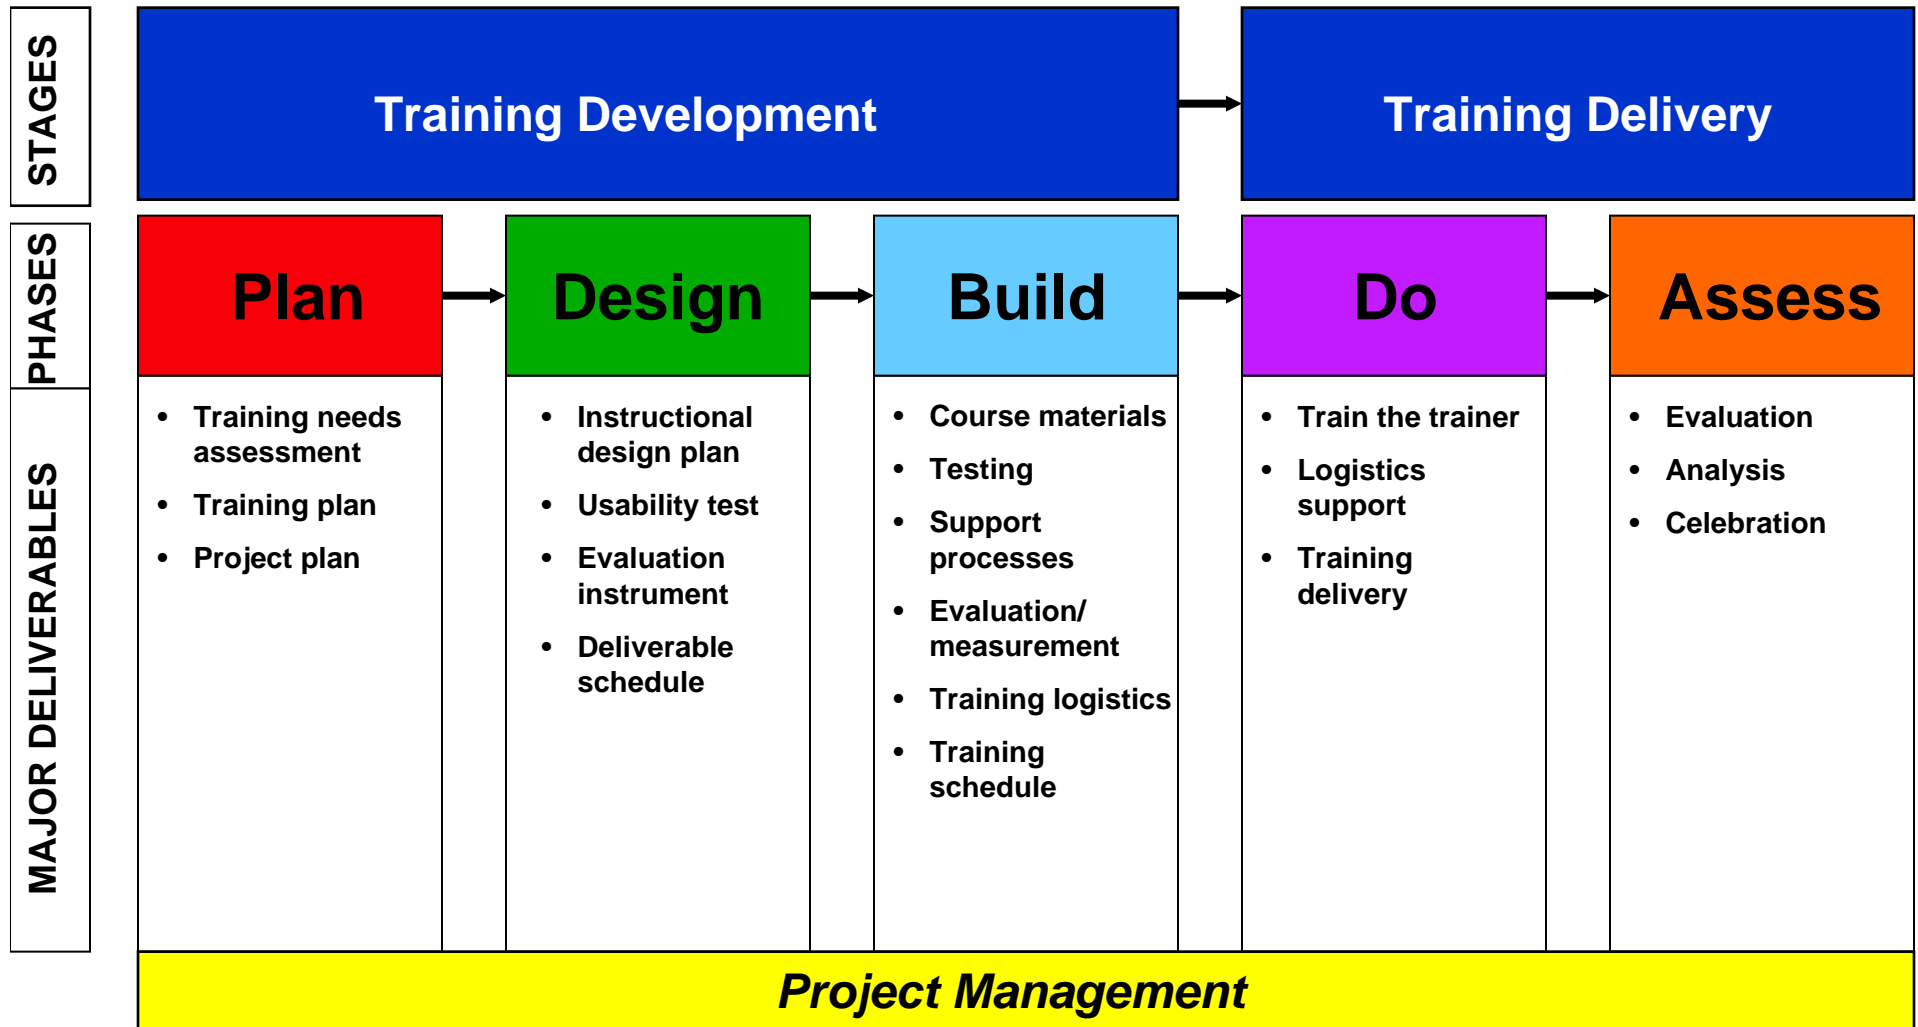 STAGES
Training Development
Training Delivery
PHASES
Plan
Design
Build
Do
Assess
MAJOR DELIVERABLES
• Training needs
assessment
• Training plan
• Project plan
• Instructional
design plan
• Usability test
• Evaluation
instrument
• Deliverable
schedule
• Course materials
• Testing
• Support
processes
• Evaluation/
measurement
• Training logistics
• Training
schedule
• Train the trainer
• Logistics
support
• Training
delivery
• Evaluation
• Analysis
• Celebration
Project Management